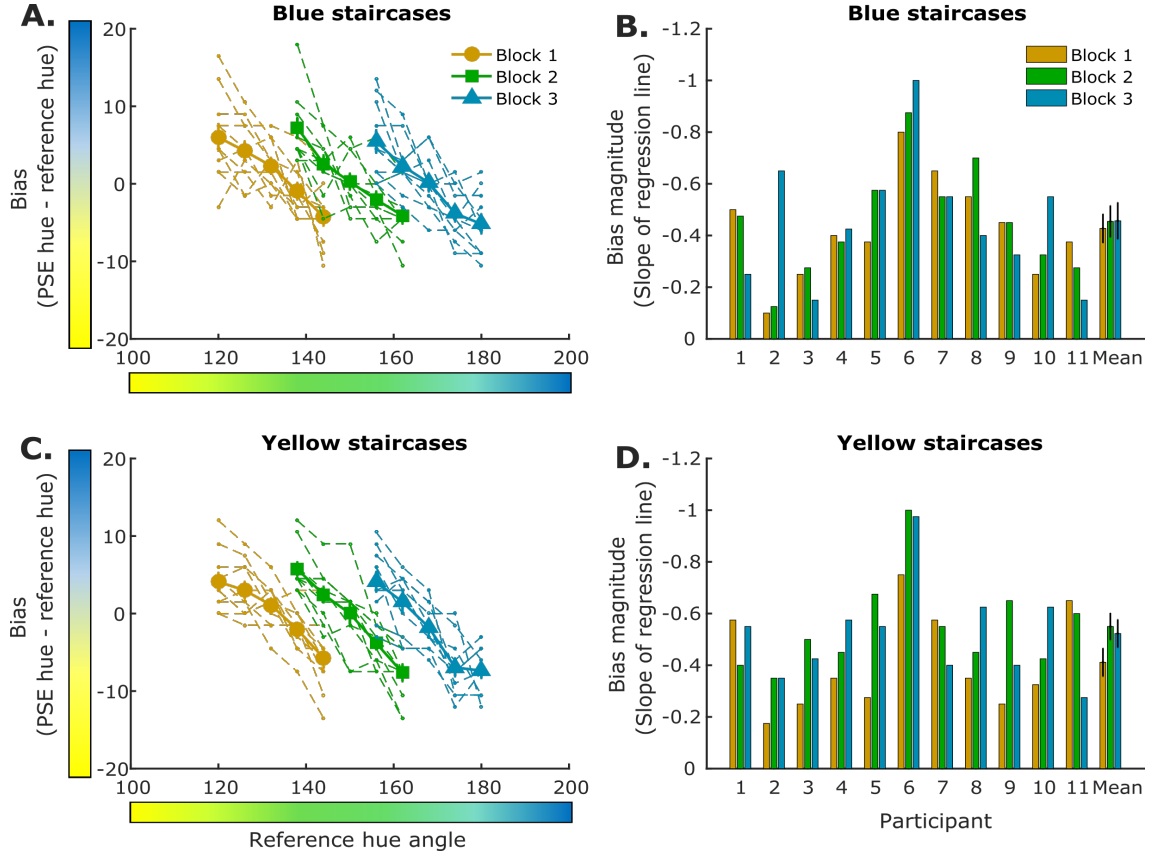 A.
Blue staircases
Bias
(PSE hue - reference hue)
20
10
0
-10
-20
100
120
140
160
180
200
Block 1
Block 2
Block 3
B.
Blue staircases
Bias magnitude
(Slope of regression line)
-1.2
-1
-0.8
-0.6
-0.4
-0.2
0
1 2 3 4 5 6 7 8 9 10 11 Mean
Block 1
Block 2
Block 3
C.
Yellow staircases
Bias
(PSE hue - reference hue)
20
10
0
-10
-20
100
120
140
160
180
200
Reference hue angle
D.
Yellow staircases
Bias magnitude
(Slope of regression line)
-1.2
-1
-0.8
-0.6
-0.4
-0.2
0
1 2 3 4 5 6 7 8 9 10 11 Mean
Participant